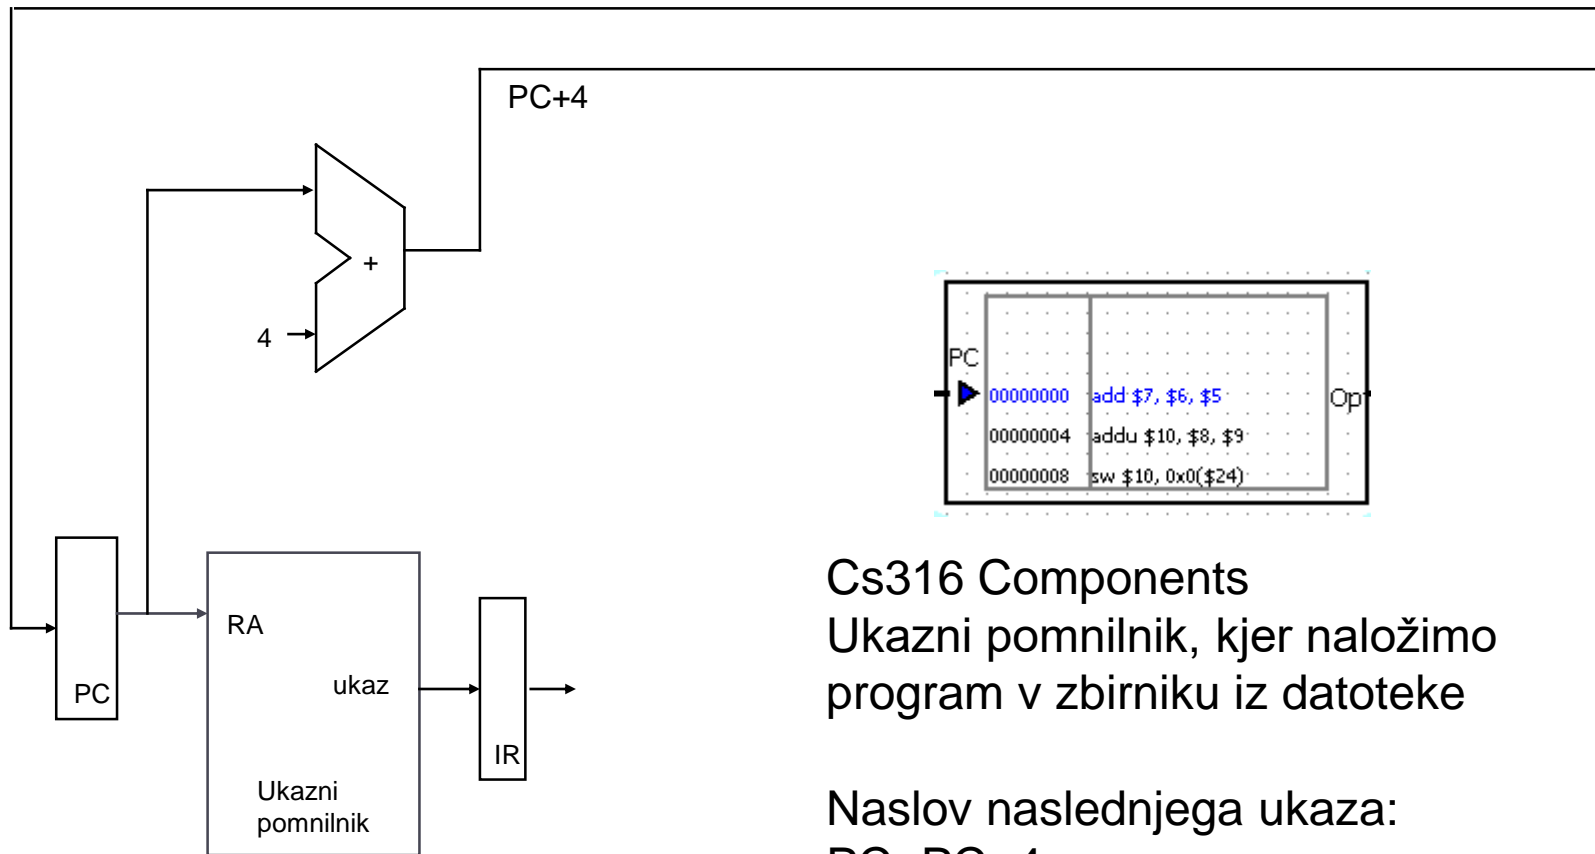 PC+4
+
4
PC
RA
ukaz
Ukazni
pomnilnik
IR
PC
00000000 add $7, $6, $5
00000004 addu $10, $8, $9
00000008 sw $10, 0x0($24)
Cs316 Components
Ukazni pomnilnik, kjer naložimo
program v zbirniku iz datoteke
Naslov naslednjega ukaza: